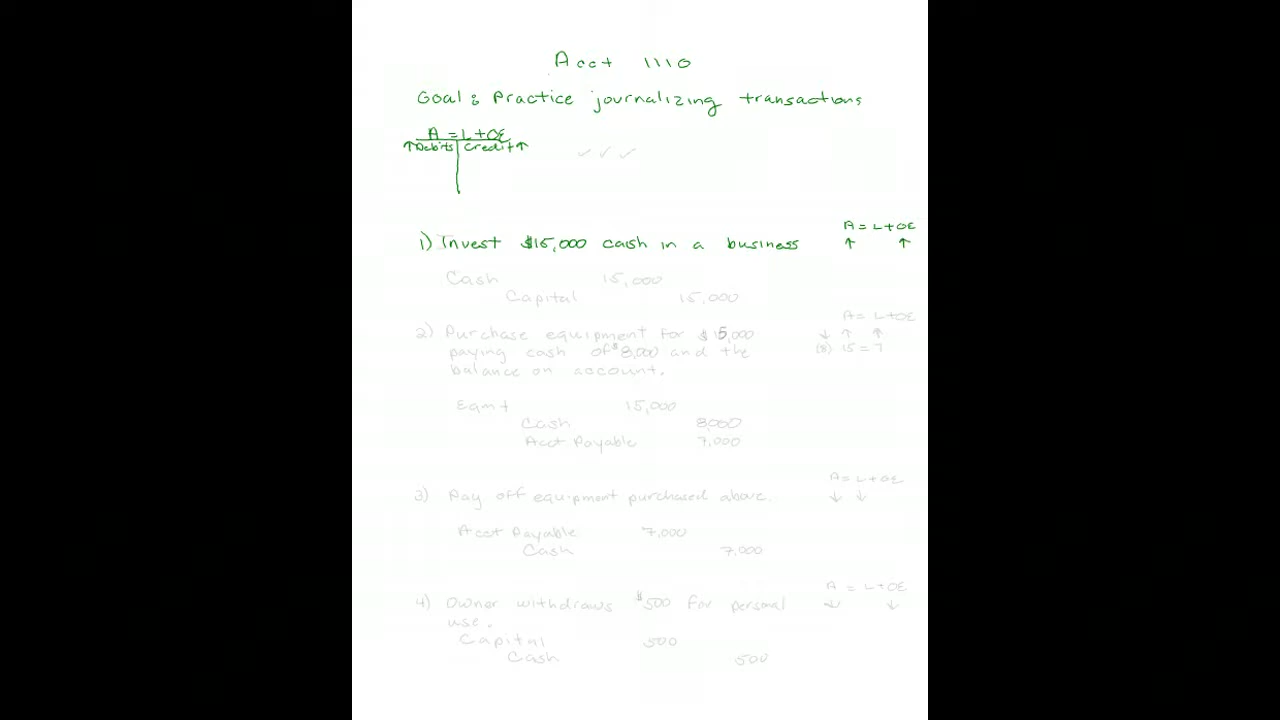 Acct 1110
Goal: Practice journalizing transactions
A = L + OE
↑ Debits Credit ↑
✓ ✓ ✓
A = L + OE
1) Invest $15,000 cash in a business ↑ ↑
Cash 15,000
Capital 15,000
A = L + OE
2) Purchase equipment for $15,000 ↓ ↑ ↑
paying cash of $8,000 and the (8) 15 = 7
balance on account.
Eqmt 15,000
Cash 8,000
Acct Payable 7,000
A = L + OE
3) Pay off equipment purchased above. ↓ ↓
Acct Payable 7,000
Cash 7,000
A = L + OE
4) Owner withdraws $500 for personal ↓ ↓
use.
Capital 500
Cash 500